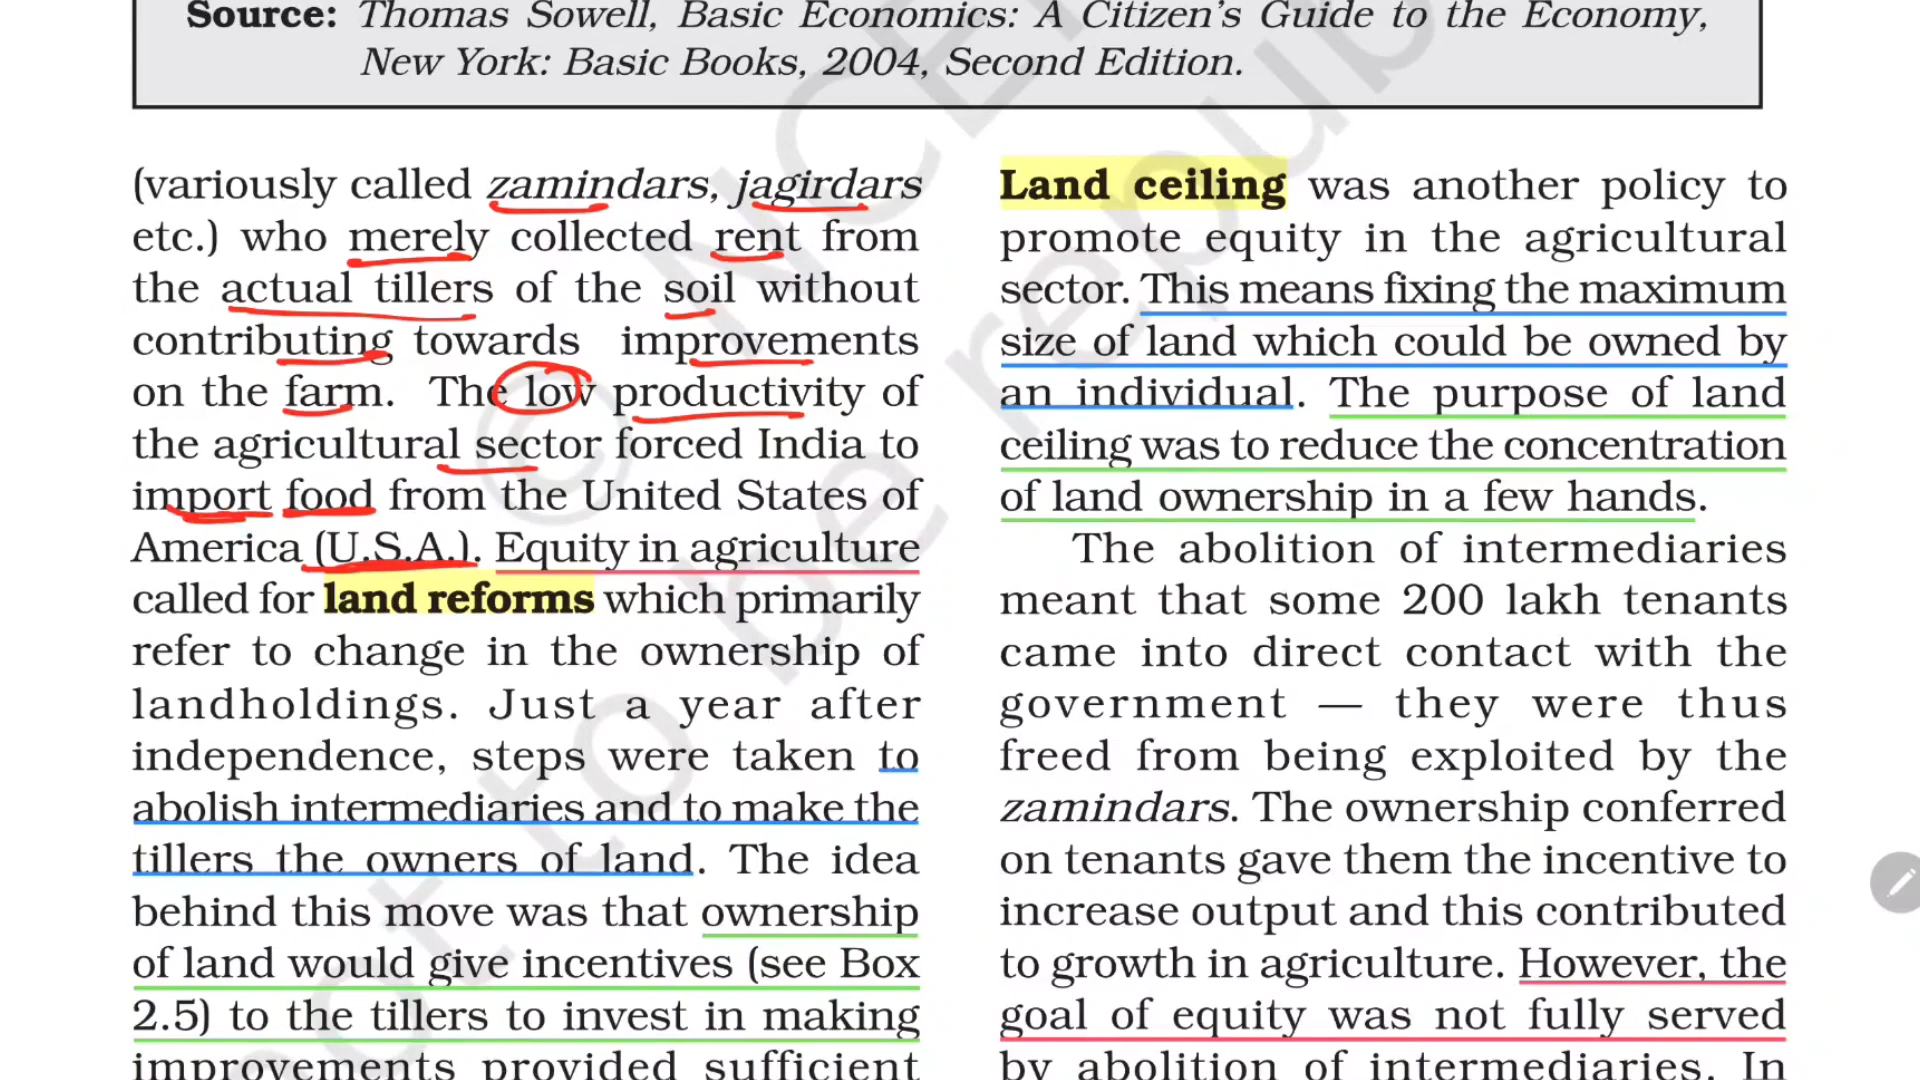 Source: Thomas Sowell, Basic Economics: A Citizen's Guide to the Economy,
New York: Basic Books, 2004, Second Edition.
(variously called zamindars, jagirdars
etc.) who merely collected rent from
the actual tillers of the soil without
contributing towards improvements
on the farm. The low productivity of
the agricultural sector forced India to
import food from the United States of
America (U.S.A.). Equity in agriculture
called for land reforms which primarily
refer to change in the ownership of
landholdings. Just a year after
independence, steps were taken to
abolish intermediaries and to make the
tillers the owners of land. The idea
behind this move was that ownership
of land would give incentives (see Box
2.5) to the tillers to invest in making
improvements provided sufficient
Land ceiling was another policy to
promote equity in the agricultural
sector. This means fixing the maximum
size of land which could be owned by
an individual. The purpose of land
ceiling was to reduce the concentration
of land ownership in a few hands.
The abolition of intermediaries
meant that some 200 lakh tenants
came into direct contact with the
government — they were thus
freed from being exploited by the
zamindars. The ownership conferred
on tenants gave them the incentive to
increase output and this contributed
to growth in agriculture. However, the
goal of equity was not fully served
by abolition of intermediaries. In